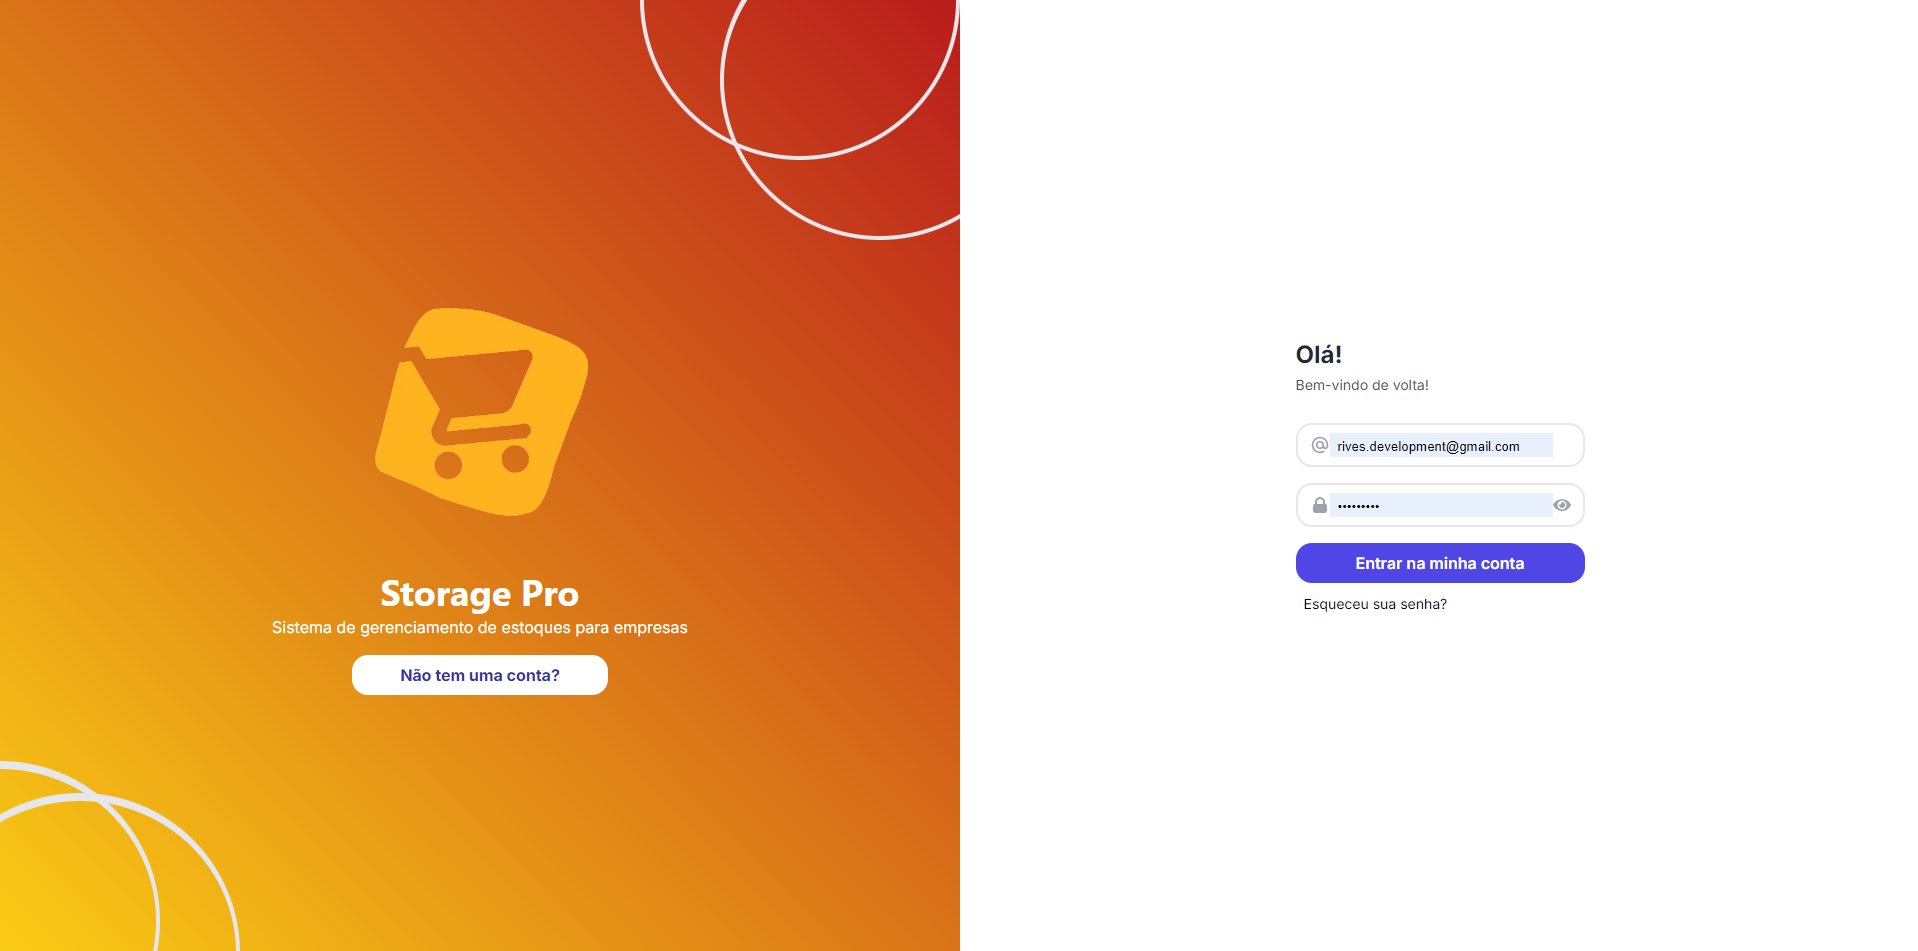 Storage Pro
Sistema de gerenciamento de estoques para empresas
Não tem uma conta?
Olá!
Bem-vindo de volta!
rives.development@gmail.com
•••••••••
Entrar na minha conta
Esqueceu sua senha?